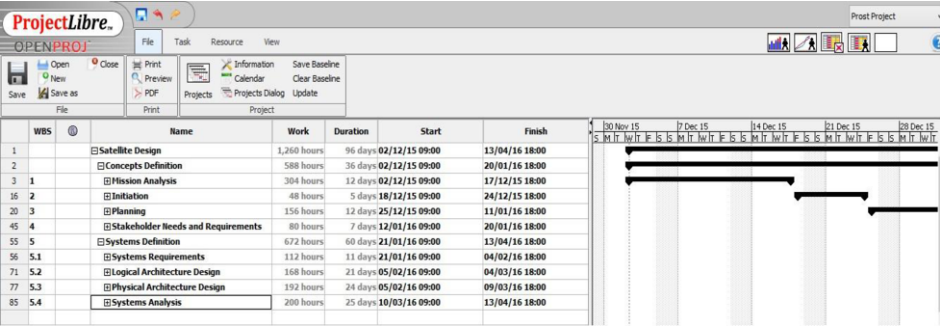 ProjectLibre™
OPENPROJ
Prost Project
File Task Resource View
Save
Open
New
Save as
Close
File
Print
Preview
PDF
Print
Projects
Information
Calendar
Projects Dialog
Save Baseline
Clear Baseline
Update
Project
WBS Name Work Duration Start Finish
30 Nov 15 7 Dec 15 14 Dec 15 21 Dec 15 28 Dec 15
S M T W T F S S M T W T F S S M T W T F S S M T W T F S S M T W T
1 Satellite Design 1,260 hours 96 days 02/12/15 09:00 13/04/16 18:00
2 Concepts Definition 588 hours 36 days 02/12/15 09:00 20/01/16 18:00
3 1 Mission Analysis 304 hours 12 days 02/12/15 09:00 17/12/15 18:00
16 2 Initiation 48 hours 5 days 18/12/15 09:00 24/12/15 18:00
20 3 Planning 156 hours 12 days 25/12/15 09:00 11/01/16 18:00
45 4 Stakeholder Needs and Requirements 80 hours 7 days 12/01/16 09:00 20/01/16 18:00
55 5 Systems Definition 672 hours 60 days 21/01/16 09:00 13/04/16 18:00
56 5.1 Systems Requirements 112 hours 11 days 21/01/16 09:00 04/02/16 18:00
71 5.2 Logical Architecture Design 168 hours 21 days 05/02/16 09:00 04/03/16 18:00
77 5.3 Physical Architecture Design 192 hours 24 days 05/02/16 09:00 09/03/16 18:00
85 5.4 Systems Analysis 200 hours 25 days 10/03/16 09:00 13/04/16 18:00